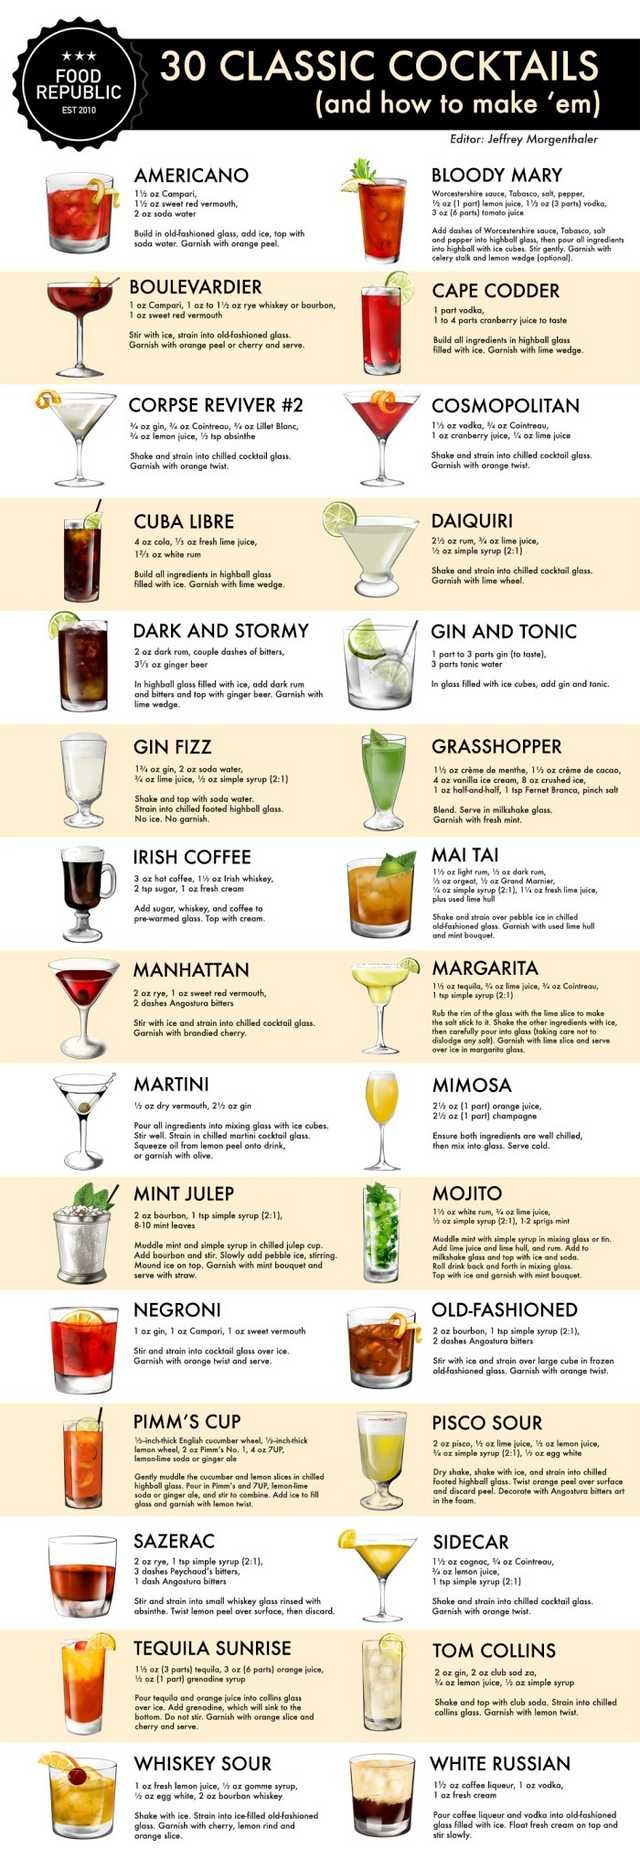 FOOD
REPUBLIC
EST 2010
30 CLASSIC COCKTAILS
(and how to make ‘em)
Editor: Jeffrey Morgenthaler
AMERICANO
1½ oz Campari,
1½ oz sweet red vermouth,
2 oz soda water
Build in old-fashioned glass, add ice, top with
soda water. Garnish with orange peel.
BLOODY MARY
Worcestershire sauce, Tabasco, salt, pepper,
½ oz (1 part) lemon juice, 1½ oz (3 parts) vodka,
3 oz (6 parts) tomato juice
Add dashes of Worcestershire sauce, Tabasco, salt
and pepper into highball glass, then pour all ingredients
into highball with ice cubes. Stir gently. Garnish with
celery stalk and lemon wedge (optional).
BOULEVARDIER
1 oz Campari, 1 oz to 1½ oz rye whiskey or bourbon,
1 oz sweet red vermouth
Stir with ice, strain into old-fashioned glass.
Garnish with orange peel or cherry and serve.
CAPE CODDER
1 part vodka,
1 to 4 parts cranberry juice to taste
Build all ingredients in highball glass
filled with ice. Garnish with lime wedge.
CORPSE REVIVER #2
¾ oz gin, ¾ oz Cointreau, ¾ oz Lillet Blanc,
¾ oz lemon juice, ½ tsp absinthe
Shake and strain into chilled cocktail glass.
Garnish with orange twist.
COSMOPOLITAN
1½ oz vodka, ¾ oz Cointreau,
1 oz cranberry juice, ¼ oz lime juice
Shake and strain into chilled cocktail glass.
Garnish with orange twist.
CUBA LIBRE
4 oz cola, ⅓ oz fresh lime juice,
1⅔ oz white rum
Build all ingredients in highball glass
filled with ice. Garnish with lime wedge.
DAIQUIRI
2½ oz rum, ¾ oz lime juice,
½ oz simple syrup (2:1)
Shake and strain into chilled cocktail glass.
Garnish with lime wheel.
DARK AND STORMY
2 oz dark rum, couple dashes of bitters,
3⅓ oz ginger beer
In highball glass filled with ice, add dark rum
and bitters and top with ginger beer. Garnish with
lime wedge.
GIN AND TONIC
1 part to 3 parts gin (to taste),
3 parts tonic water
In glass filled with ice cubes, add gin and tonic.
GIN FIZZ
1¾ oz gin, 2 oz soda water,
¾ oz lime juice, ½ oz simple syrup (2:1)
Shake and top with soda water.
Strain into chilled footed highball glass.
No ice. No garnish.
GRASSHOPPER
1½ oz crème de menthe, 1½ oz crème de cacao,
4 oz vanilla ice cream, 8 oz crushed ice,
1 oz half-and-half, 1 tsp Fernet Branca, pinch salt
Blend. Serve in milkshake glass.
Garnish with fresh mint.
IRISH COFFEE
3 oz hot coffee, 1½ oz Irish whiskey,
2 tsp sugar, 1 oz fresh cream
Add sugar, whiskey, and coffee to
pre-warmed glass. Top with cream.
MAI TAI
1½ oz light rum, ½ oz dark rum,
½ oz orgeat, ½ oz Grand Marnier,
¼ oz simple syrup (2:1), 1¼ oz fresh lime juice,
plus used lime hull
Shake and strain over pebble ice in chilled
old-fashioned glass. Garnish with used lime hull
and mint bouquet.
MANHATTAN
2 oz rye, 1 oz sweet red vermouth,
2 dashes Angostura bitters
Stir with ice and strain into chilled cocktail glass.
Garnish with brandied cherry.
MARGARITA
1½ oz tequila, ¾ oz lime juice, ¾ oz Cointreau,
1 tsp simple syrup (2:1)
Rub the rim of the glass with the lime slice to make
the salt stick to it. Shake the other ingredients with ice,
then carefully pour into glass (taking care not to
dislodge any salt). Garnish with lime slice and serve
over ice in margarita glass.
MARTINI
½ oz dry vermouth, 2½ oz gin
Pour all ingredients into mixing glass with ice cubes.
Stir well. Strain in chilled martini cocktail glass.
Squeeze oil from lemon peel onto drink,
or garnish with olive.
MIMOSA
2½ oz (1 part) orange juice,
2½ oz (1 part) champagne
Ensure both ingredients are well chilled,
then mix into glass. Serve cold.
MINT JULEP
2 oz bourbon, 1 tsp simple syrup (2:1),
8-10 mint leaves
Muddle mint and simple syrup in chilled julep cup.
Add bourbon and stir. Slowly add pebble ice, stirring.
Mound ice on top. Garnish with mint bouquet and
serve with straw.
MOJITO
1½ oz white rum, ¾ oz lime juice,
½ oz simple syrup (2:1), 1-2 sprigs mint
Muddle mint with simple syrup in mixing glass or tin.
Add lime juice and lime hull, and rum. Add to
milkshake glass and top with ice and soda.
Roll drink back and forth in mixing glass.
Top with ice and garnish with mint bouquet.
NEGRONI
1 oz gin, 1 oz Campari, 1 oz sweet vermouth
Stir and strain into cocktail glass over ice.
Garnish with orange twist and serve.
OLD-FASHIONED
2 oz bourbon, 1 tsp simple syrup (2:1),
2 dashes Angostura bitters
Stir with ice and strain over large cube in frozen
old-fashioned glass. Garnish with orange twist.
PIMM’S CUP
½-inch-thick English cucumber wheel, ½-inch-thick
lemon wheel, 2 oz Pimm’s No. 1, 4 oz 7UP,
lemon-lime soda or ginger ale
Gently muddle the cucumber and lemon slices in chilled
highball glass. Pour in Pimm’s and 7UP, lemon-lime
soda or ginger ale, and stir to combine. Add ice to fill
glass and garnish with lemon twist.
PISCO SOUR
2 oz pisco, ½ oz lime juice, ½ oz lemon juice,
¾ oz simple syrup (2:1), ½ oz egg white
Dry shake, shake with ice, and strain into chilled
footed highball glass. Twist orange peel over surface
and discard peel. Decorate with Angostura bitters art
in the foam.
SAZERAC
2 oz rye, 1 tsp simple syrup (2:1),
3 dashes Peychaud’s bitters,
1 dash Angostura bitters
Stir and strain into small whiskey glass rinsed with
absinthe. Twist lemon peel over surface, then discard.
SIDECAR
1½ oz cognac, ¾ oz Cointreau,
¾ oz lemon juice,
1 tsp simple syrup (2:1)
Shake and strain into chilled cocktail glass.
Garnish with orange twist.
TEQUILA SUNRISE
1½ oz (3 parts) tequila, 3 oz (6 parts) orange juice,
½ oz (1 part) grenadine syrup
Pour tequila and orange juice into collins glass
over ice. Add grenadine, which will sink to the
bottom. Do not stir. Garnish with orange slice and
cherry and serve.
TOM COLLINS
2 oz gin, 2 oz club sod za,
¾ oz lemon juice, ½ oz simple syrup
Shake and top with club soda. Strain into chilled
collins glass. Garnish with lemon twist.
WHISKEY SOUR
1 oz fresh lemon juice, ½ oz gomme syrup,
½ oz egg white, 2 oz bourbon whiskey
Shake with ice. Strain into ice-filled old-fashioned
glass. Garnish with cherry, lemon rind and
orange slice.
WHITE RUSSIAN
1½ oz coffee liqueur, 1 oz vodka,
1 oz fresh cream
Pour coffee liqueur and vodka into old-fashioned
glass filled with ice. Float fresh cream on top and
stir slowly.